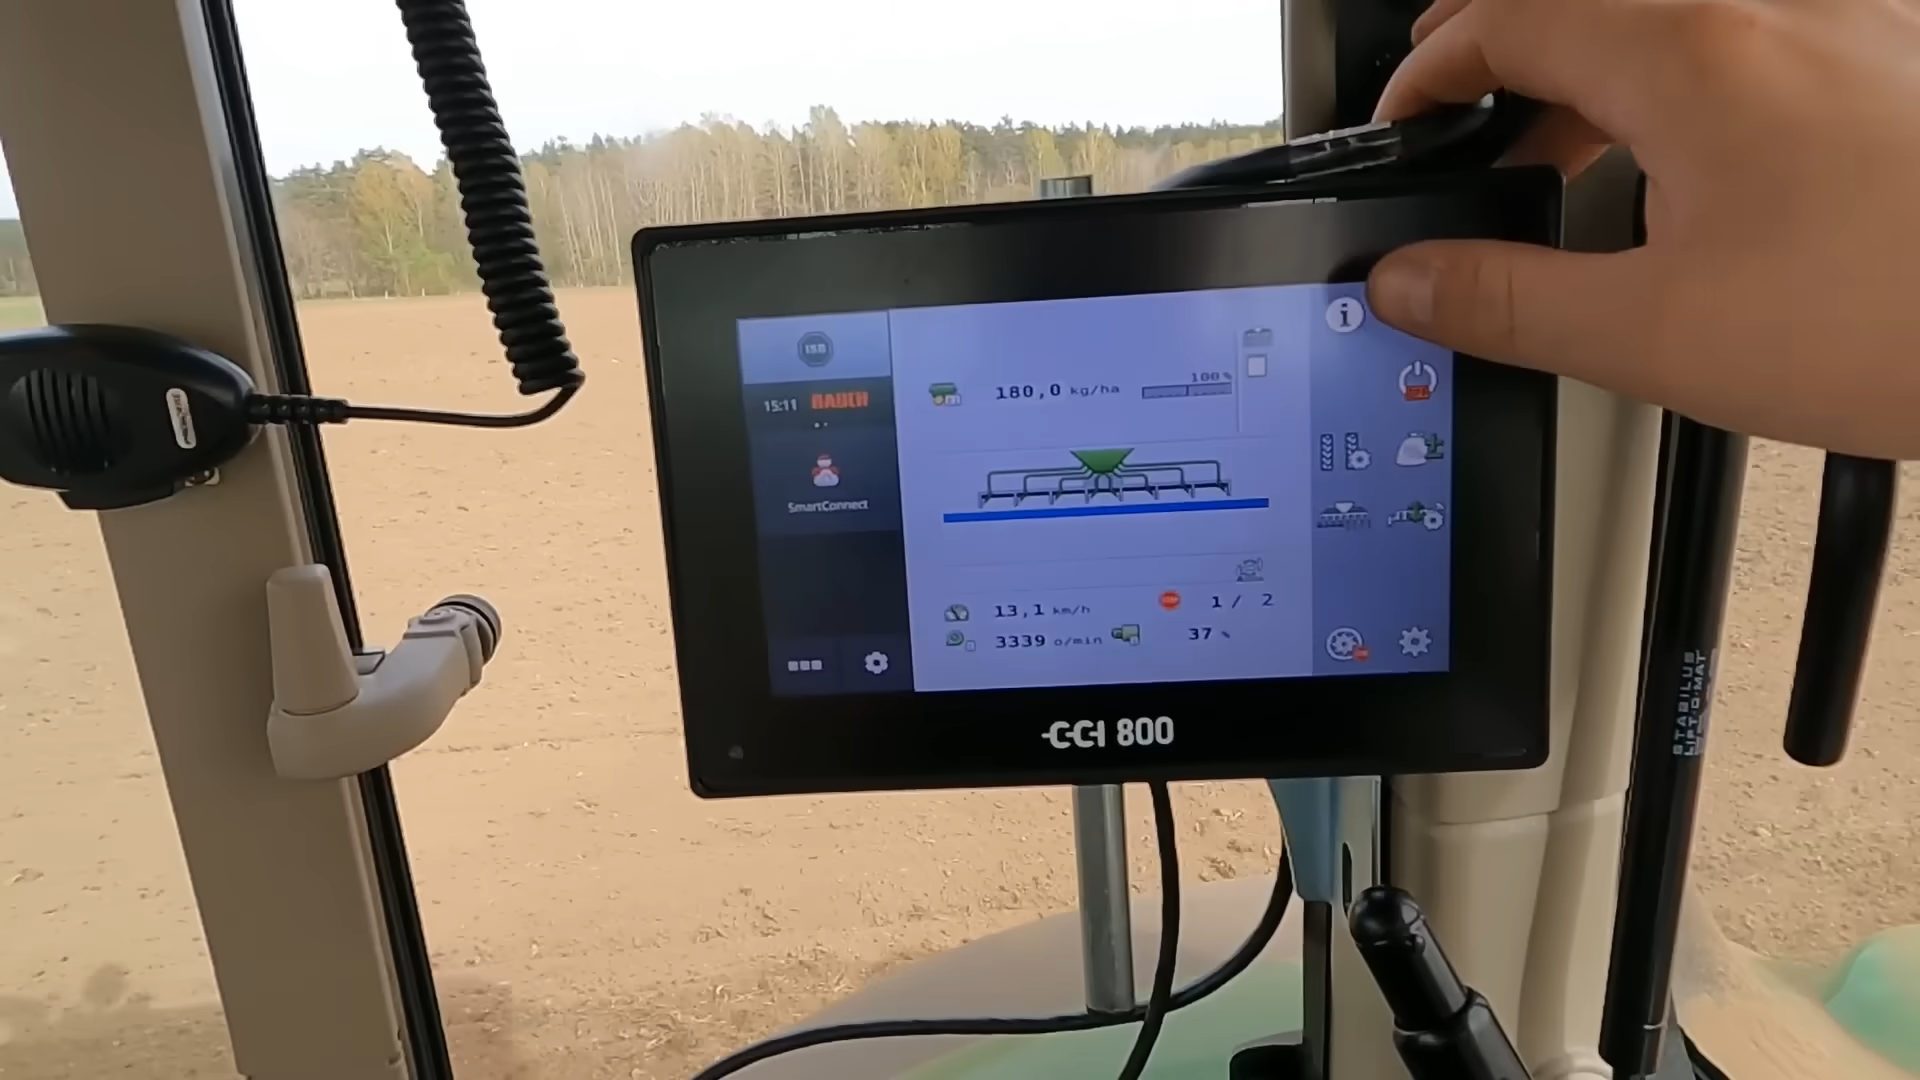 ISB
15:11 RAUCH
SmartConnect
180,0 kg/ha
100%
i
13,1 km/h
STOP
1 / 2
3339 o/min
37 %
CCI 800
STABILUS
LIFT-O-MAT